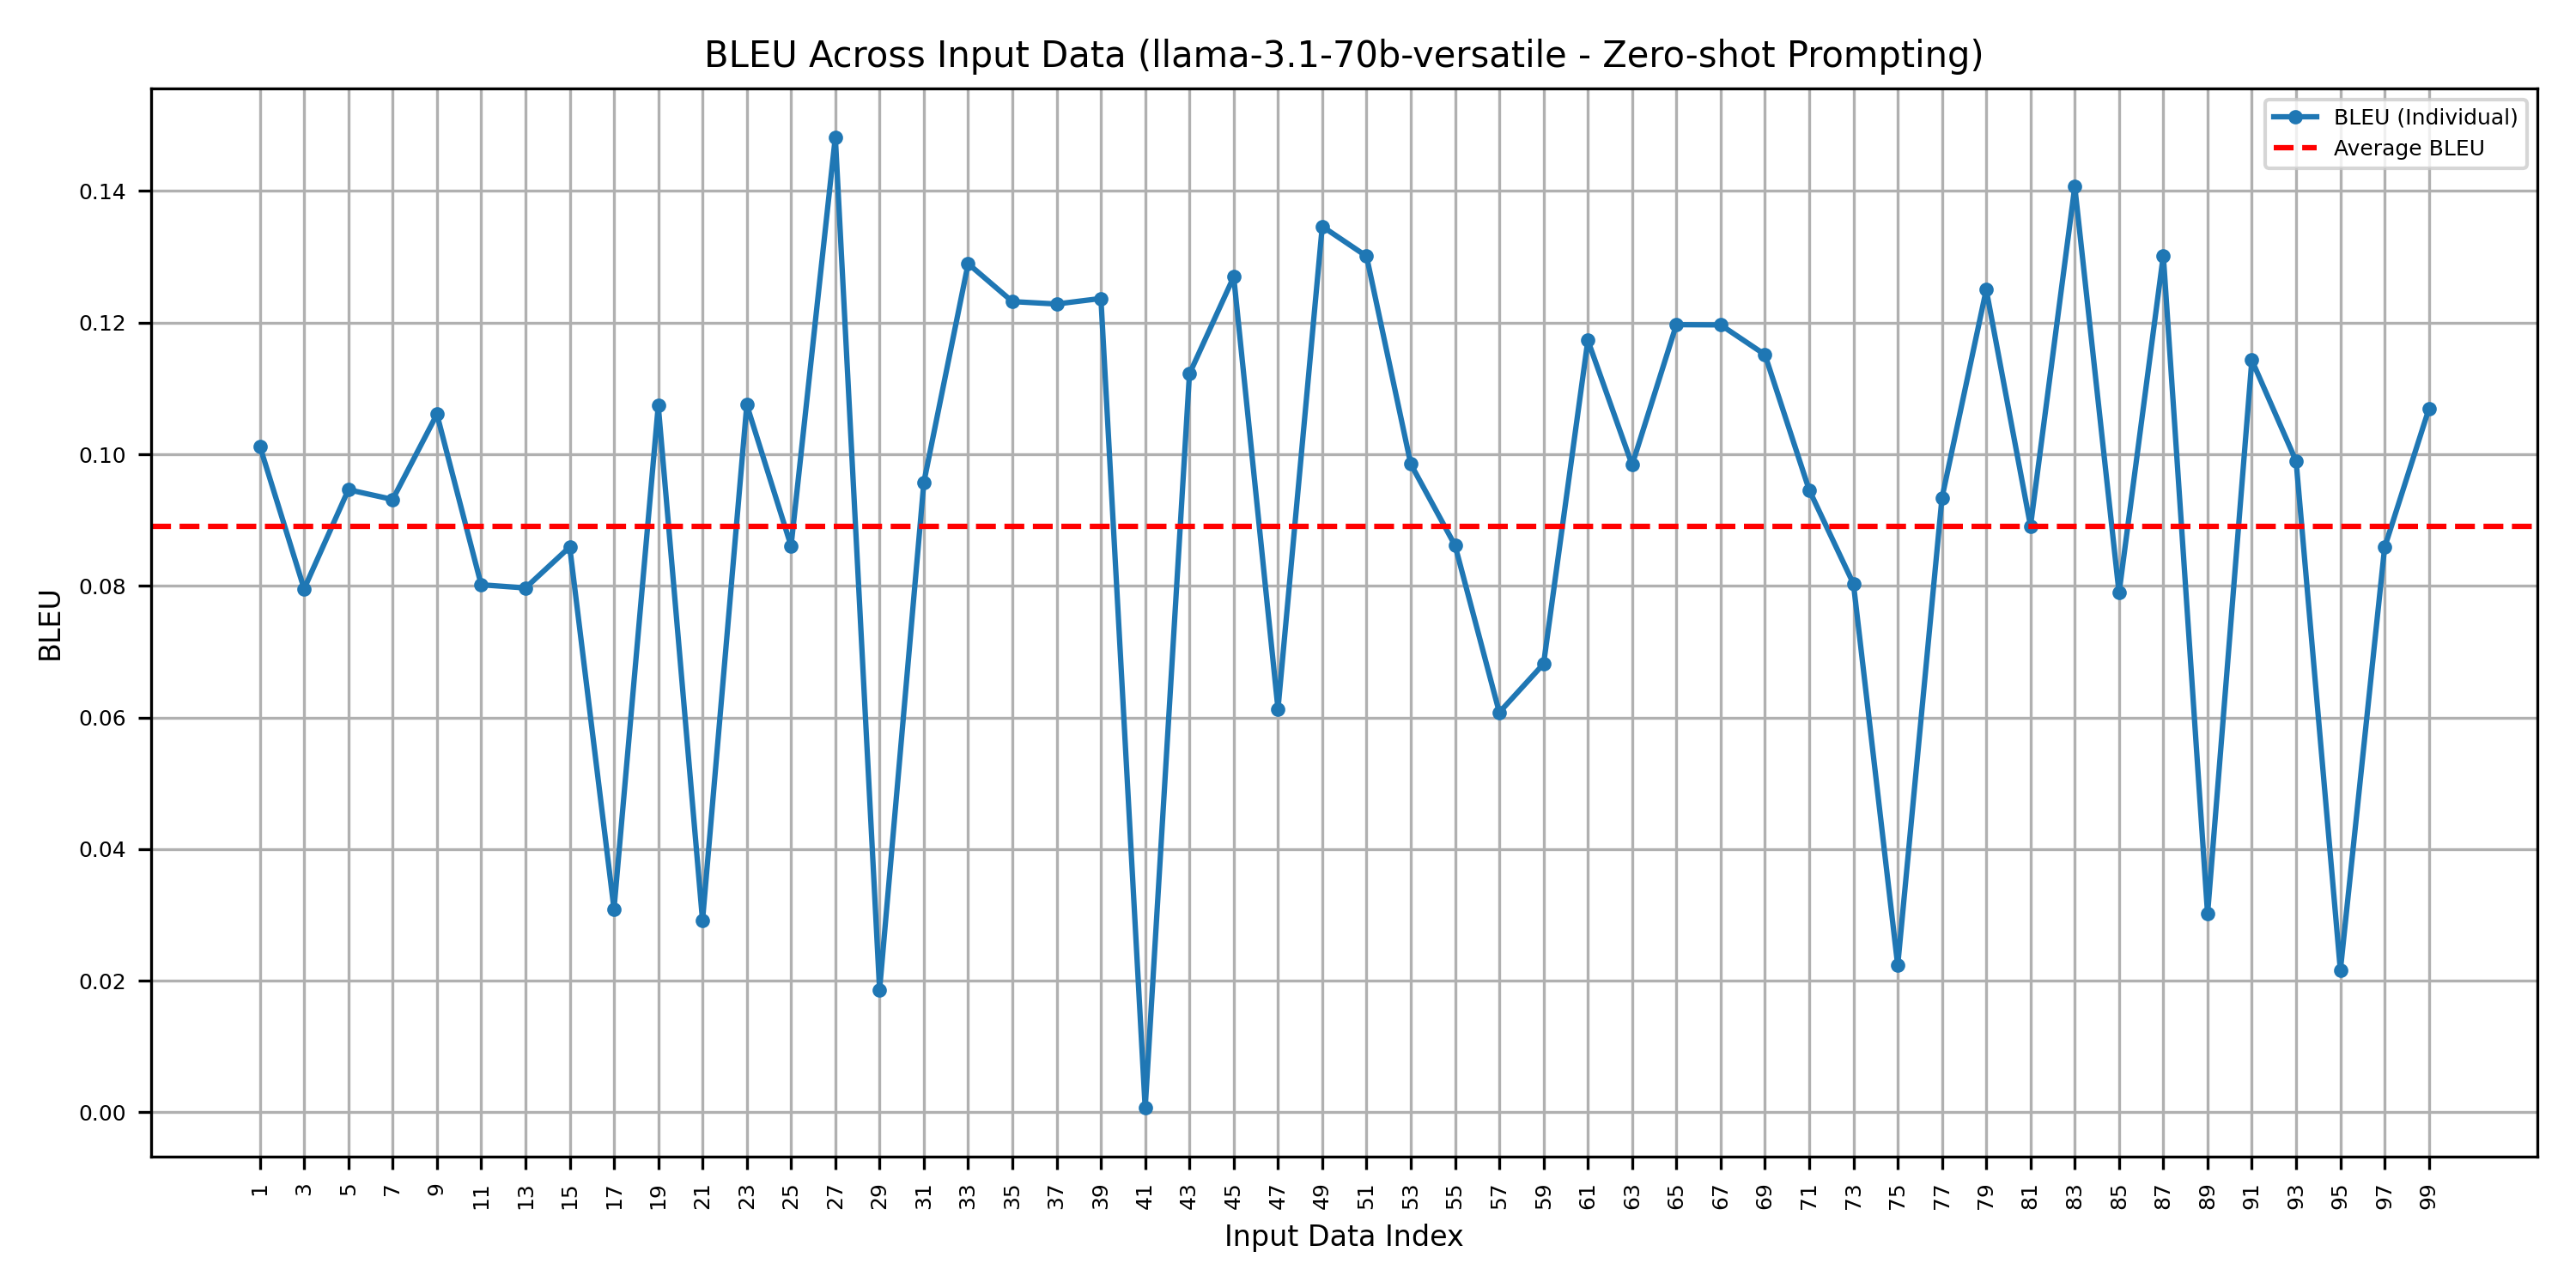 BLEU Across Input Data (llama-3.1-70b-versatile - Zero-shot Prompting)
BLEU (Individual)
Average BLEU
BLEU
0.14
0.12
0.10
0.08
0.06
0.04
0.02
0.00
1 3 5 7 9 11 13 15 17 19 21 23 25 27 29 31 33 35 37 39 41 43 45 47 49 51 53 55 57 59 61 63 65 67 69 71 73 75 77 79 81 83 85 87 89 91 93 95 97 99
Input Data Index